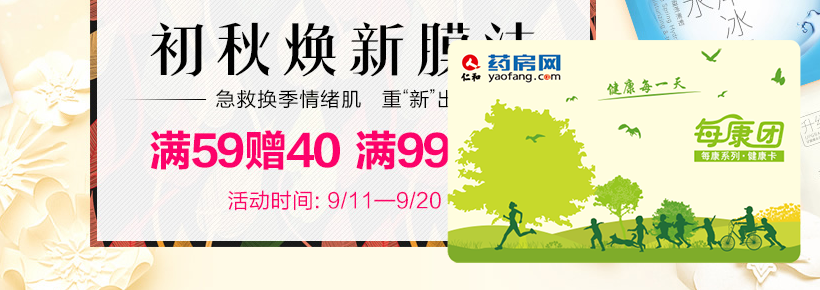 初秋焕新膜法
急救换季情绪肌 重“新”出
满59赠40 满99
活动时间: 9/11—9/20
仁和 药房网
yaofang.com
健康每一天
每康团
每康系列·健康卡
水
冰